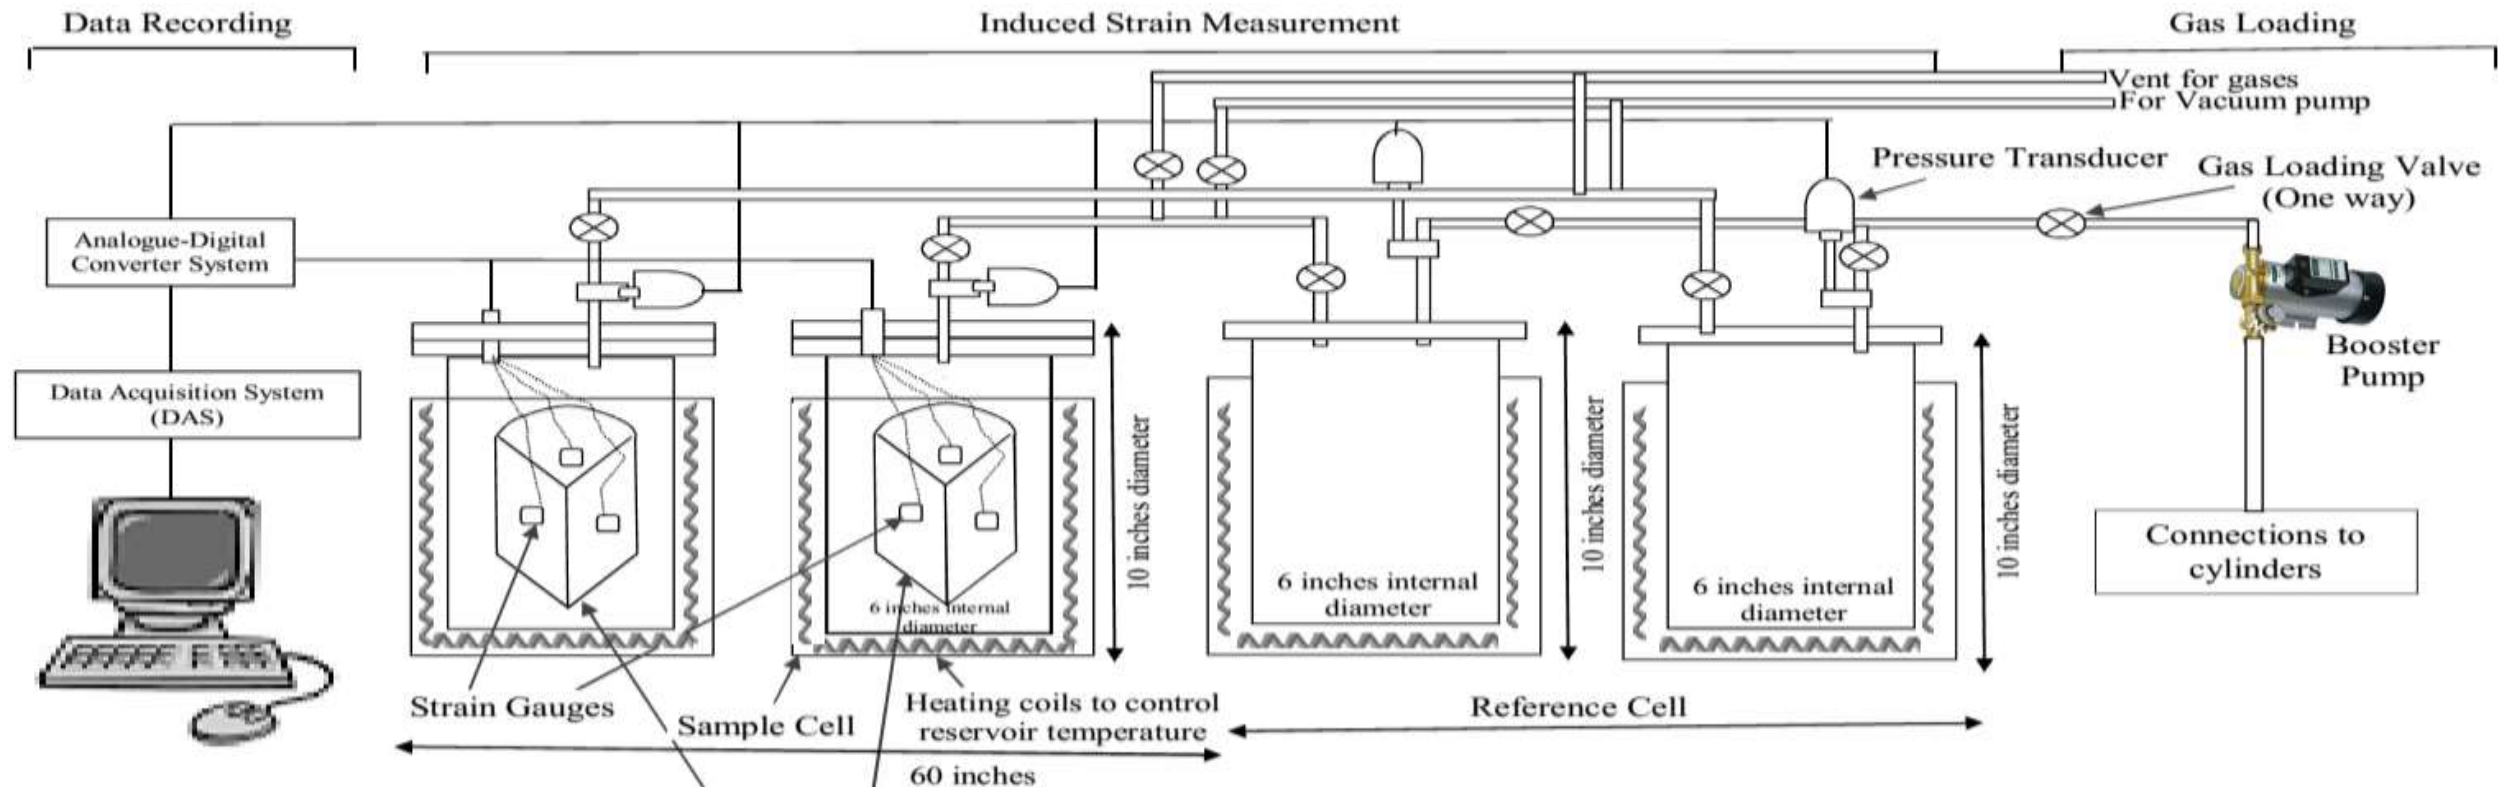 Data Recording
Induced Strain Measurement
Gas Loading
Vent for gases
For Vacuum pump
Pressure Transducer
Gas Loading Valve
(One way)
Analogue-Digital
Converter System
Data Acquisition System
(DAS)
Booster
Pump
10 inches diameter
10 inches diameter
10 inches diameter
Connections to
cylinders
6 inches internal
diameter
6 inches internal
diameter
6 inches internal
diameter
Strain Gauges
Sample Cell
Heating coils to control
reservoir temperature
Reference Cell
60 inches